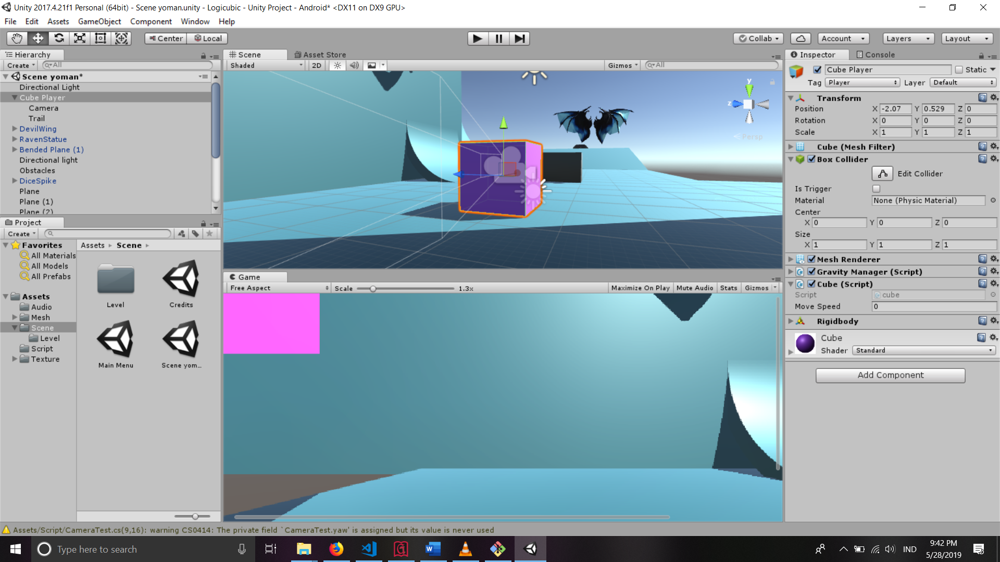 Unity 2017.4.21f1 Personal (64bit) - Scene yoman.unity - Logicubic - Unity Project - Android* <DX11 on DX9 GPU>
File Edit Assets GameObject Component Window Help
Center Local Collab Account Layers Layout
Hierarchy
Create All
Scene yoman*
Directional Light
Cube Player
Camera
Trail
DevilWing
RavenStatue
Bended Plane (1)
Directional light
Obstacles
DiceSpike
Plane
Plane (1)
Plane (2)
Project
Create
Favorites
All Materials
All Models
All Prefabs
Assets
Audio
Mesh
Scene
Level
Script
Texture
Assets Scene
Level
Credits
Main Menu
Scene yom...
Scene Asset Store
Shaded 2D Gizmos All
y
z
Persp
Game
Free Aspect Scale 1.3x Maximize On Play Mute Audio Stats Gizmos
Inspector Console
Cube Player Static
Tag Player Layer Default
Transform
Position X -2.07 Y 0.529 Z 0
Rotation X 0 Y 0 Z 0
Scale X 1 Y 1 Z 1
Cube (Mesh Filter)
Box Collider
Edit Collider
Is Trigger
Material None (Physic Material)
Center
X 0 Y 0 Z 0
Size
X 1 Y 1 Z 1
Mesh Renderer
Gravity Manager (Script)
Cube (Script)
Script cube
Move Speed 0
Rigidbody
Cube
Shader Standard
Add Component
Assets/Script/CameraTest.cs(9,16): warning CS0414: The private field `CameraTest.yaw' is assigned but its value is never used
Type here to search
IND
9:42 PM
5/28/2019